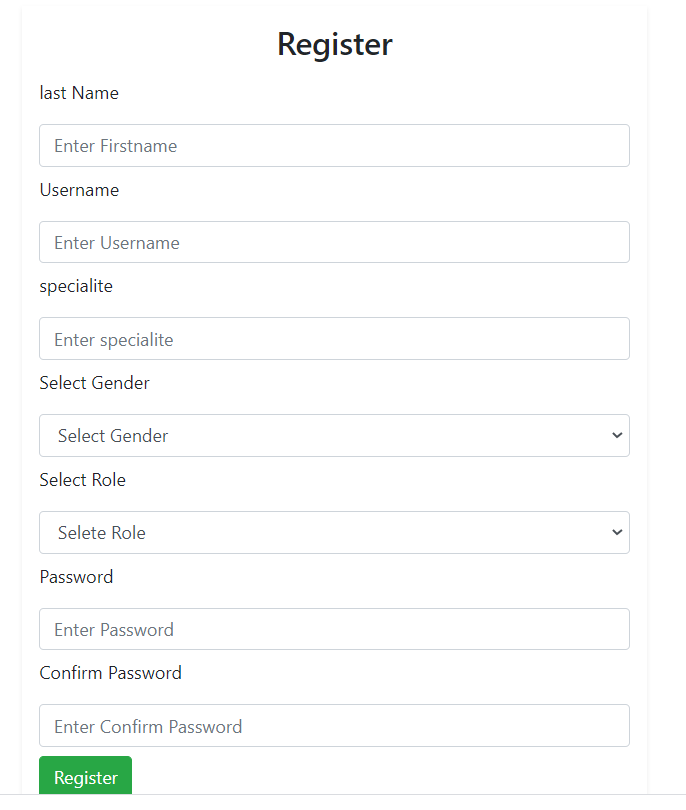 Register
last Name
Enter Firstname
Username
Enter Username
specialite
Enter specialite
Select Gender
Select Gender
Select Role
Selete Role
Password
Enter Password
Confirm Password
Enter Confirm Password
Register